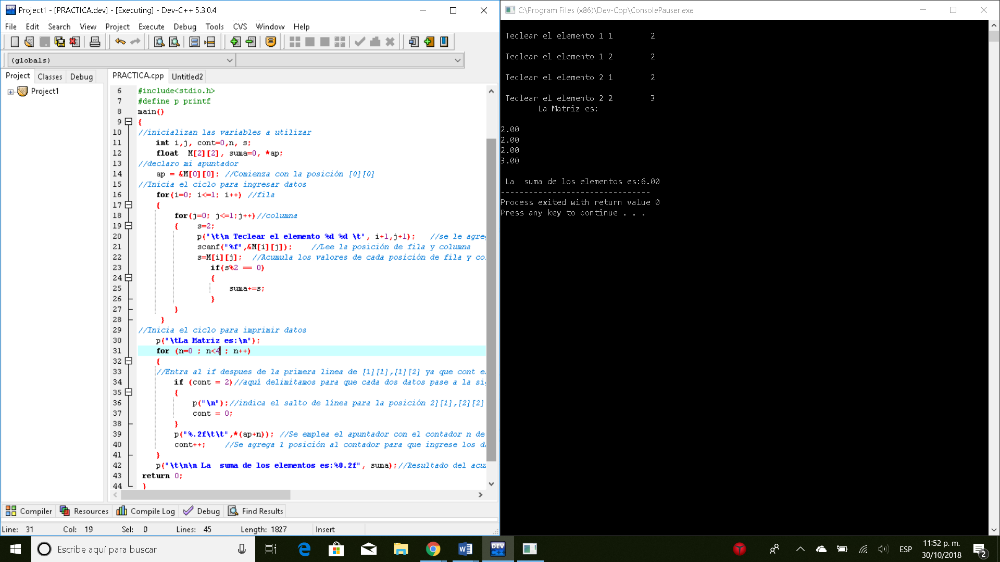 Project1 - [PRACTICA.dev] - [Executing] - Dev-C++ 5.3.0.4
File Edit Search View Project Execute Debug Tools CVS Window Help
(globals)
Project Classes Debug
Project1
PRACTICA.cpp Untitled2
6 #include<stdio.h>
7 #define p printf
8 main()
9 {
10 //inicializan las variables a utilizar
11 int i,j, cont=0,n, s;
12 float M[2][2], suma=0, *ap;
13 //declaro mi apuntador
14 ap = &M[0][0]; //Comienza con la posición [0][0]
15 //Inicia el ciclo para ingresar datos
16 for(i=0; i<=1; i++) //fila
17 {
18 for(j=0; j<=1;j++)//columna
19 { s=2;
20 p("\t\n Teclear el elemento %d %d \t", i+1,j+1); //se le agre
21 scanf("%f",&M[i][j]); //Lee la posición de fila y columna
22 s=M[i][j]; //Acumula los valores de cada posición de fila y co
23 if(s%2 == 0)
24 {
25 suma+=s;
26 }
27 }
28 }
29 //Inicia el ciclo para imprimir datos
30 p("\tLa Matriz es:\n");
31 for (n=0 ; n<4 ; n++)
32 {
33 //Entra al if despues de la primera linea de [1][1],[1][2] ya que cont e
34 if (cont = 2)//aquí delimitamos para que cada dos datos pase a la si
35 {
36 p("\n");//indica el salto de línea para la posición 2][1],[2][2]
37 cont = 0;
38 }
39 p("%.2f\t\t",*(ap+n)); //Se emplea el apuntador con el contador n de
40 cont++; //Se agrega 1 posición al contador para que ingrese los d
41 }
42 p("\t\n\n La  suma de los elementos es:%0.2f", suma);//Resultado del acu
43 return 0;
44 }
Compiler Resources Compile Log Debug Find Results
Line: 31 Col: 19 Sel: 0 Lines: 45 Length: 1827 Insert
C:\Program Files (x86)\Dev-Cpp\ConsolePauser.exe
Teclear el elemento 1 1 2
Teclear el elemento 1 2 2
Teclear el elemento 2 1 2
Teclear el elemento 2 2 3
La Matriz es:
2.00
2.00
2.00
3.00
La  suma de los elementos es:6.00
-------------------------------- 
Process exited with return value 0
Press any key to continue . . .
Escribe aquí para buscar
DEV C++
ESP
11:52 p. m.
30/10/2018
2